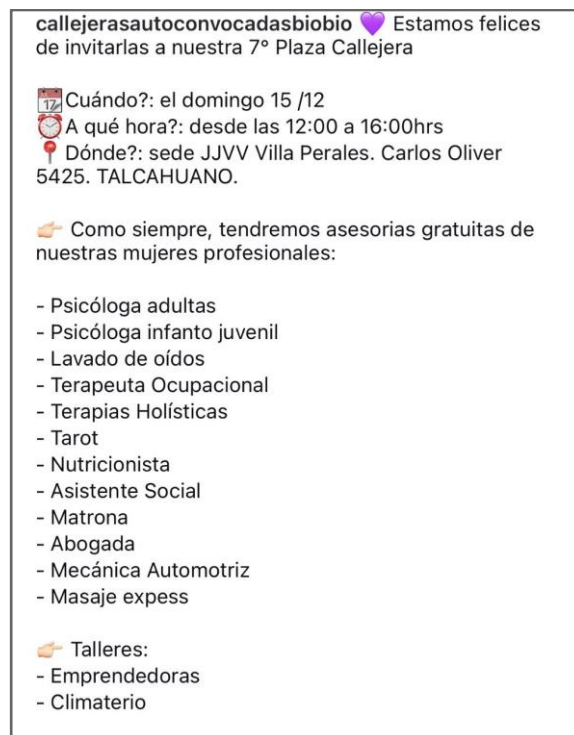 callejerasautoconvocadasbiobio 💜 Estamos felices
de invitarlas a nuestra 7° Plaza Callejera
📆Cuándo?: el domingo 15 /12
⏰A qué hora?: desde las 12:00 a 16:00hrs
📍Dónde?: sede JJVV Villa Perales. Carlos Oliver
5425. TALCAHUANO.
👉🏻 Como siempre, tendremos asesorias gratuitas de
nuestras mujeres profesionales:
- Psicóloga adultas
- Psicóloga infanto juvenil
- Lavado de oídos
- Terapeuta Ocupacional
- Terapias Holísticas
- Tarot
- Nutricionista
- Asistente Social
- Matrona
- Abogada
- Mecánica Automotriz
- Masaje expess
👉🏻 Talleres:
- Emprendedoras
- Climaterio